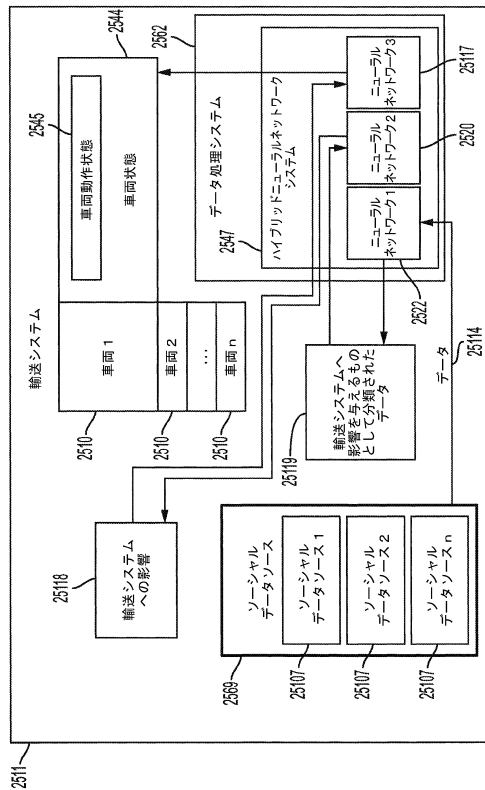 2511
輸送システム
2510
車両 1
2510
車両 2
...
2510
車両 n
2545
車両動作状態
車両状態
2544
25118
輸送システム
への影響
2562
データ処理システム
2547
ハイブリッドニューラルネットワーク
システム
ニューラル
ネットワーク1
ニューラル
ネットワーク2
ニューラル
ネットワーク3
2522
2520
25117
25119
輸送システムへ
影響を与えるもの
として分類された
データ
2569
ソーシャル
データソース
ソーシャル
データソース 1
25107
ソーシャル
データソース 2
25107
ソーシャル
データソース n
25107
データ
25114